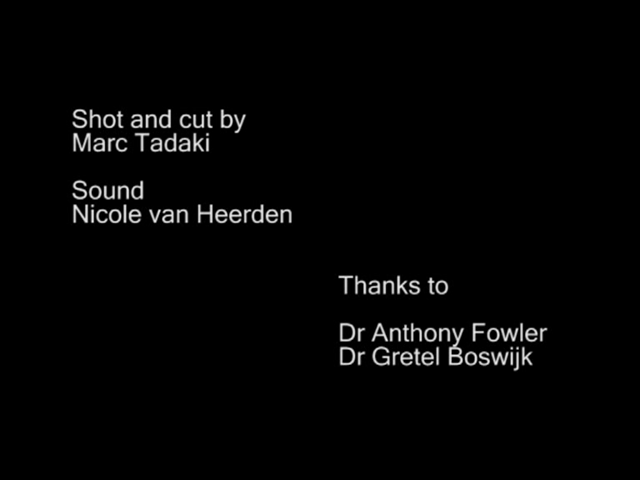 Shot and cut by
Marc Tadaki
Sound
Nicole van Heerden
Thanks to
Dr Anthony Fowler
Dr Gretel Boswijk